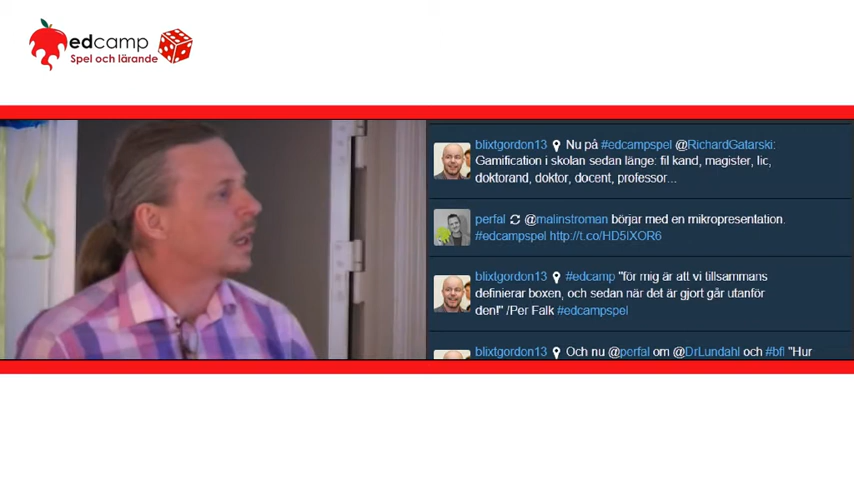 edcamp
Spel och lärande
blixtgordon13 Nu på #edcampspel @RichardGatarski:
Gamification i skolan sedan länge: fil kand, magister, lic,
doktorand, doktor, docent, professor...
perfal @malinstroman börjar med en mikropresentation.
#edcampspel http://t.co/HD5IXOR6
blixtgordon13 #edcamp "för mig är att vi tillsammans
definierar boxen, och sedan när det är gjort går utanför
den!" /Per Falk #edcampspel
blixtgordon13 Och nu @perfal om @DrLundahl och #bfl "Hur